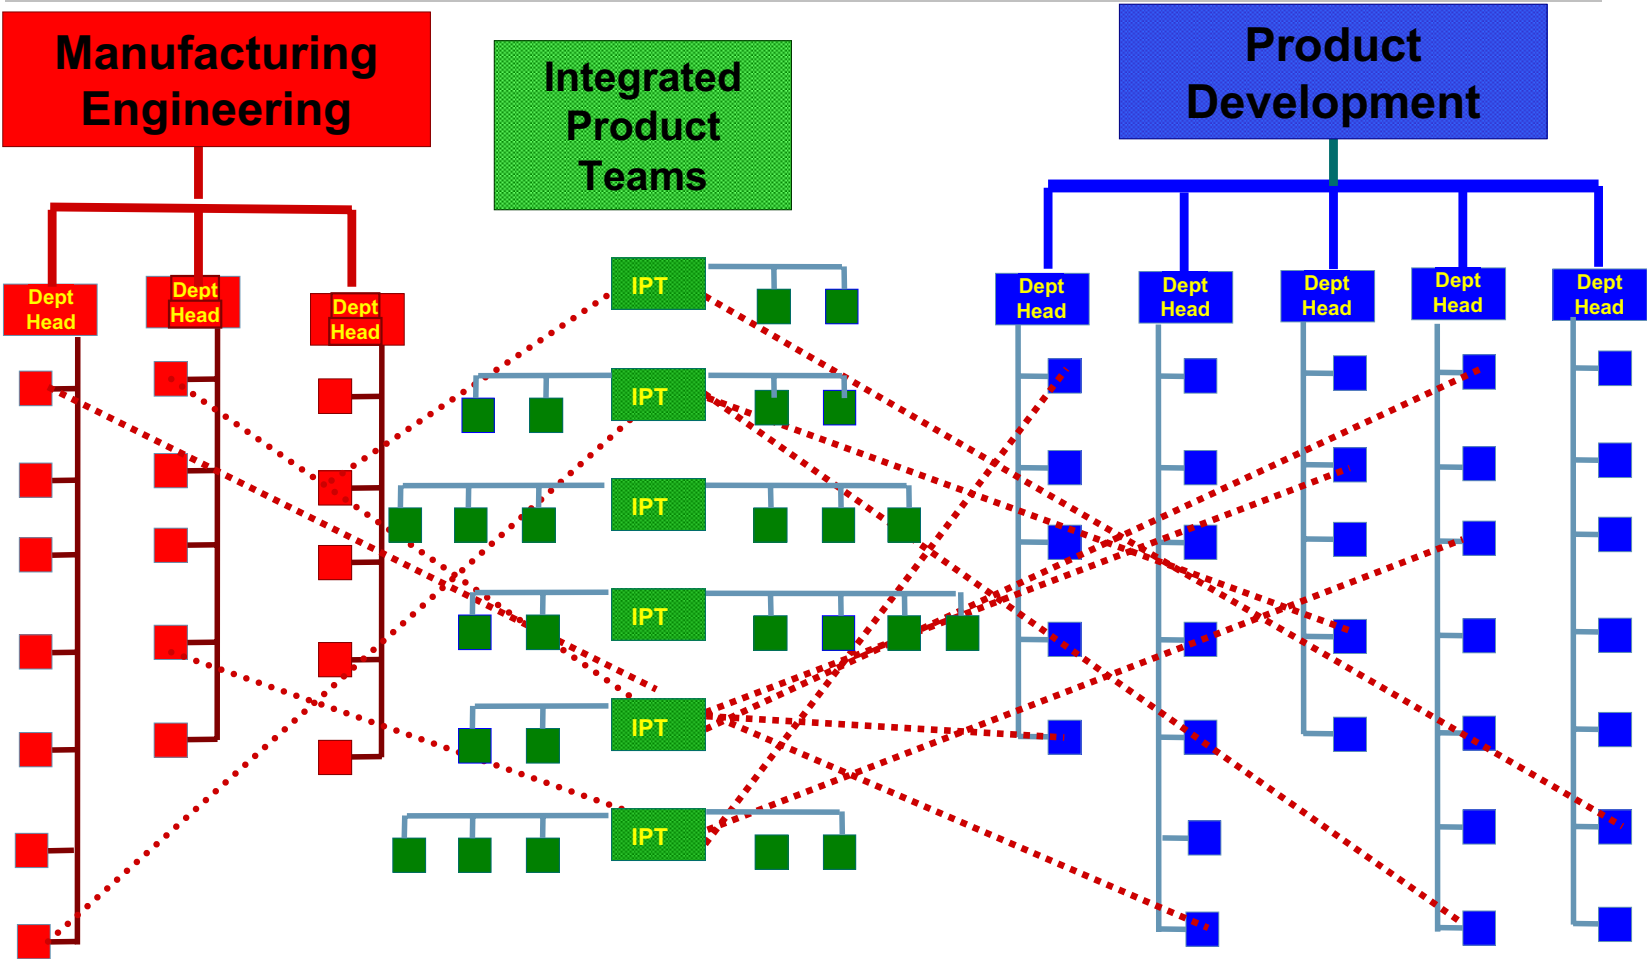 Manufacturing
Engineering
Integrated
Product
Teams
Product
Development
Dept
Head
Dept
Head
Dept
Head
Dept
Head
Dept
Head
Dept
Head
Dept
Head
Dept
Head
IPT
IPT
IPT
IPT
IPT
IPT